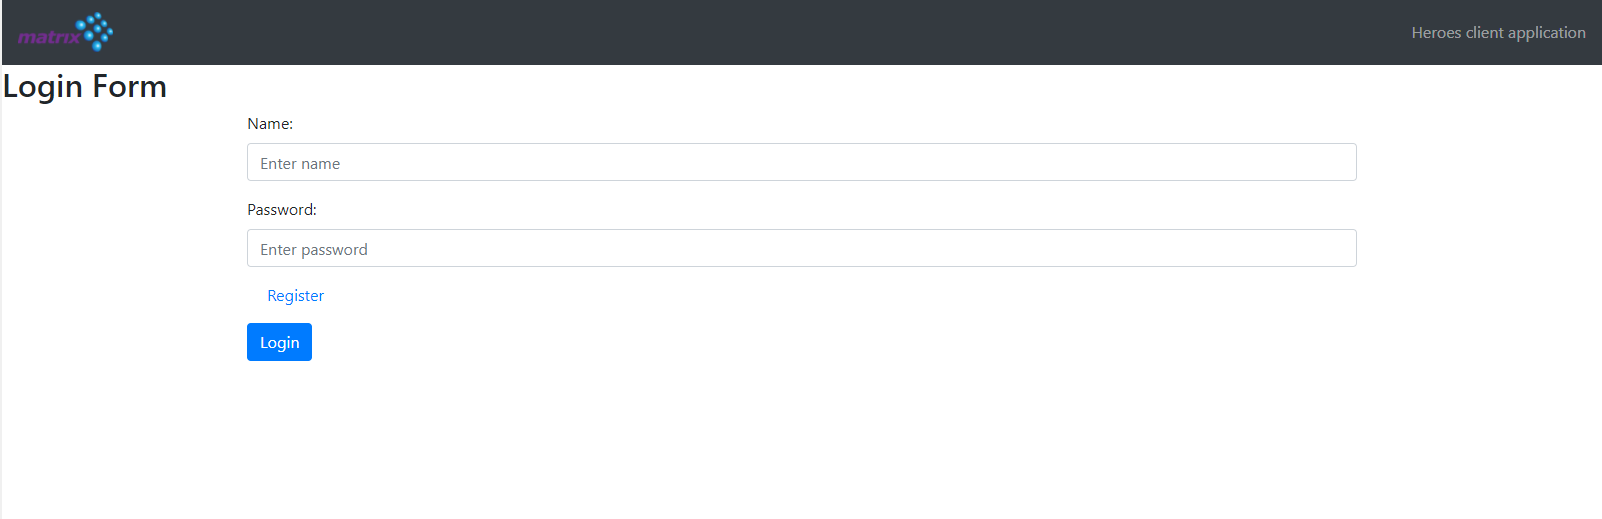 matrix
Heroes client application
Login Form
Name:
Enter name
Password:
Enter password
Register
Login